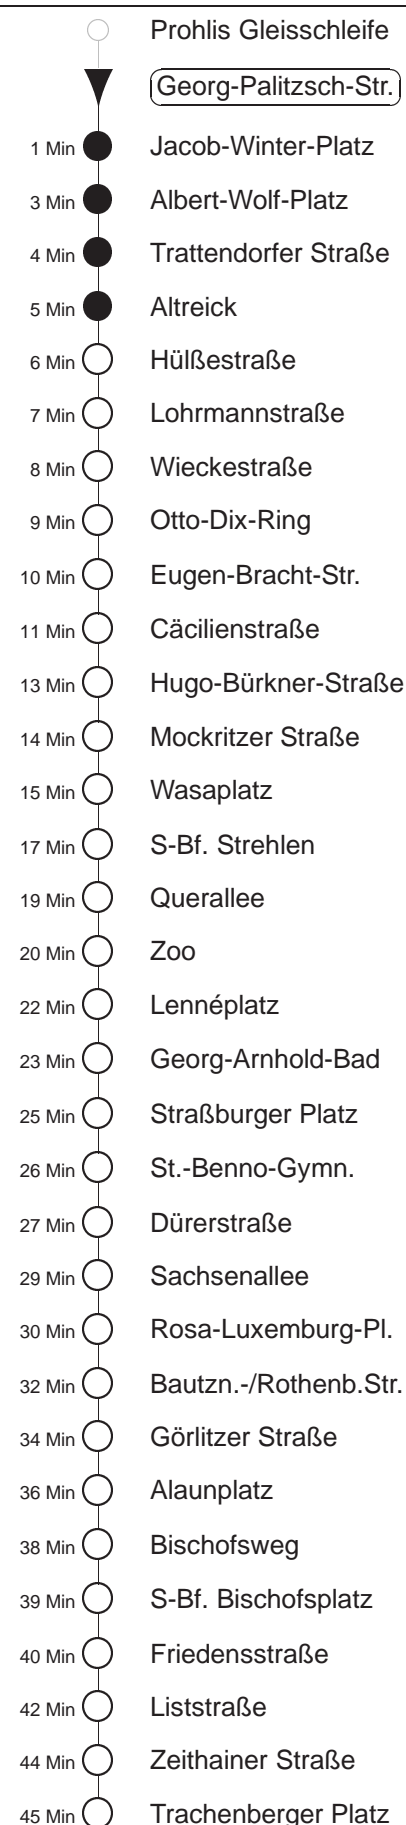 Prohlis Gleisschleife
Georg-Palitzsch-Str.
1 Min Jacob-Winter-Platz
3 Min Albert-Wolf-Platz
4 Min Trattendorfer Straße
5 Min Altreick
6 Min Hülßestraße
7 Min Lohrmannstraße
8 Min Wieckestraße
9 Min Otto-Dix-Ring
10 Min Eugen-Bracht-Str.
11 Min Cäcilienstraße
13 Min Hugo-Bürkner-Straße
14 Min Mockritzer Straße
15 Min Wasaplatz
17 Min S-Bf. Strehlen
19 Min Querallee
20 Min Zoo
22 Min Lennéplatz
23 Min Georg-Arnhold-Bad
25 Min Straßburger Platz
26 Min St.-Benno-Gymn.
27 Min Dürerstraße
29 Min Sachsenallee
30 Min Rosa-Luxemburg-Pl.
32 Min Bautzn.-/Rothenb.Str.
34 Min Görlitzer Straße
36 Min Alaunplatz
38 Min Bischofsweg
39 Min S-Bf. Bischofsplatz
40 Min Friedensstraße
42 Min Liststraße
44 Min Zeithainer Straße
45 Min Trachenberger Platz